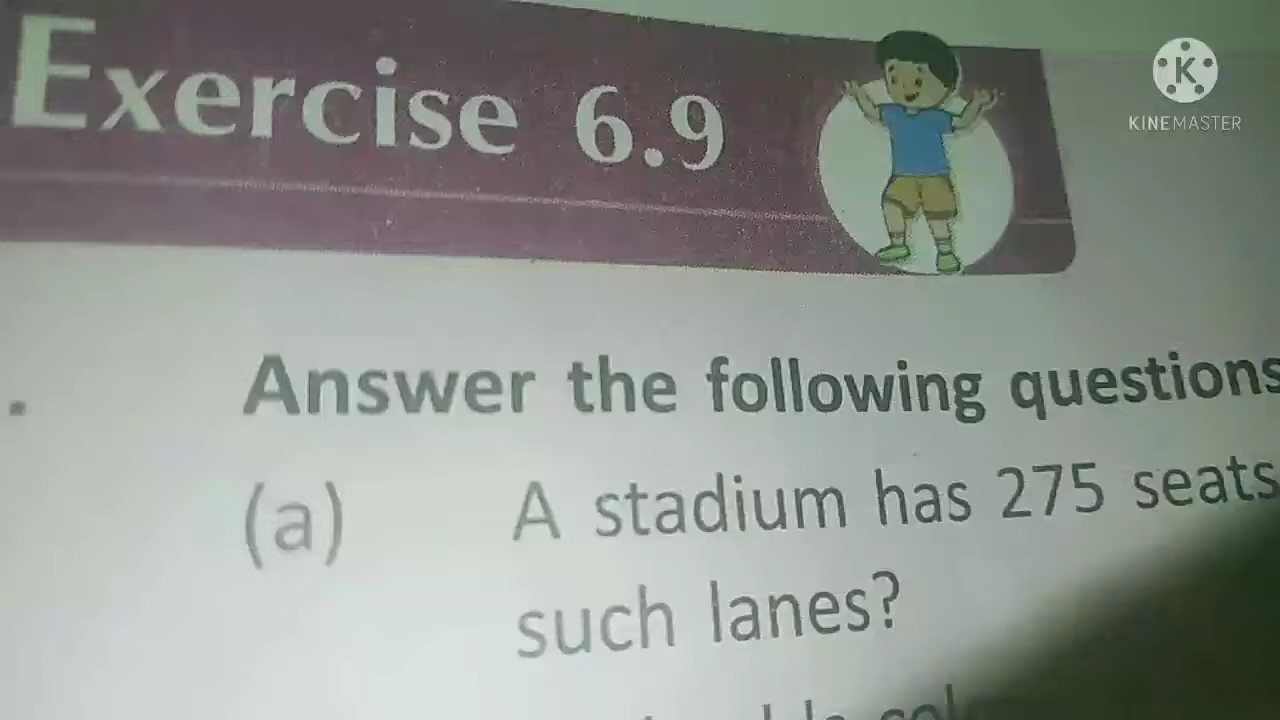 Exercise 6.9
KINEMASTER
Answer the following questions
(a) A stadium has 275 seats
such lanes?